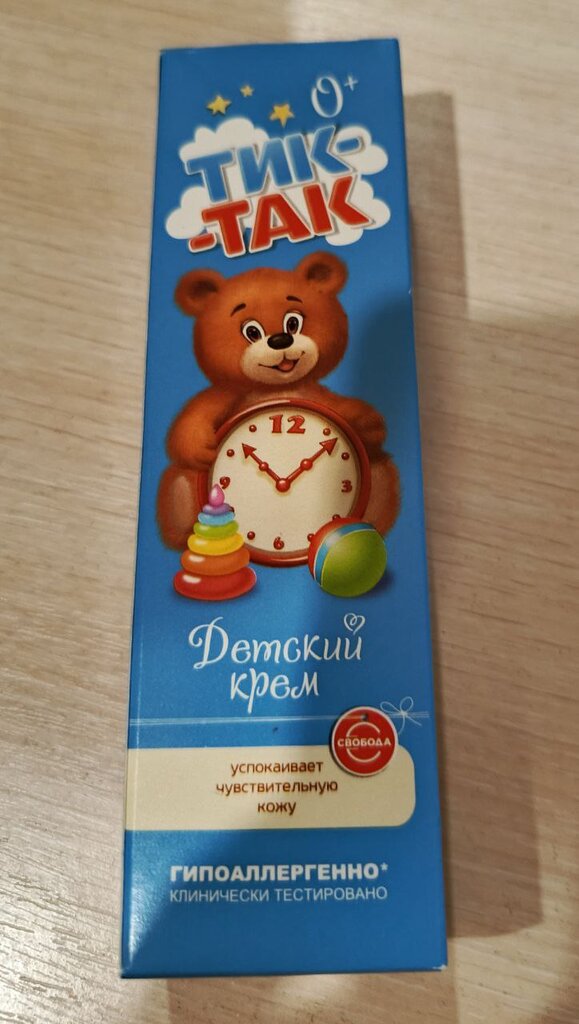 0+
ТИК-
-ТАК
12
9
3
6
Детский
крем
СВОБОДА
успокаивает
чувствительную
кожу
ГИПОАЛЛЕРГЕННО*
КЛИНИЧЕСКИ ТЕСТИРОВАНО